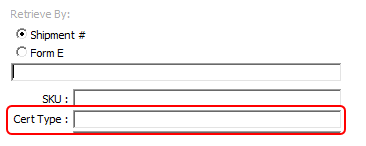 Retrieve By:
Shipment #
Form E
SKU :
Cert Type :